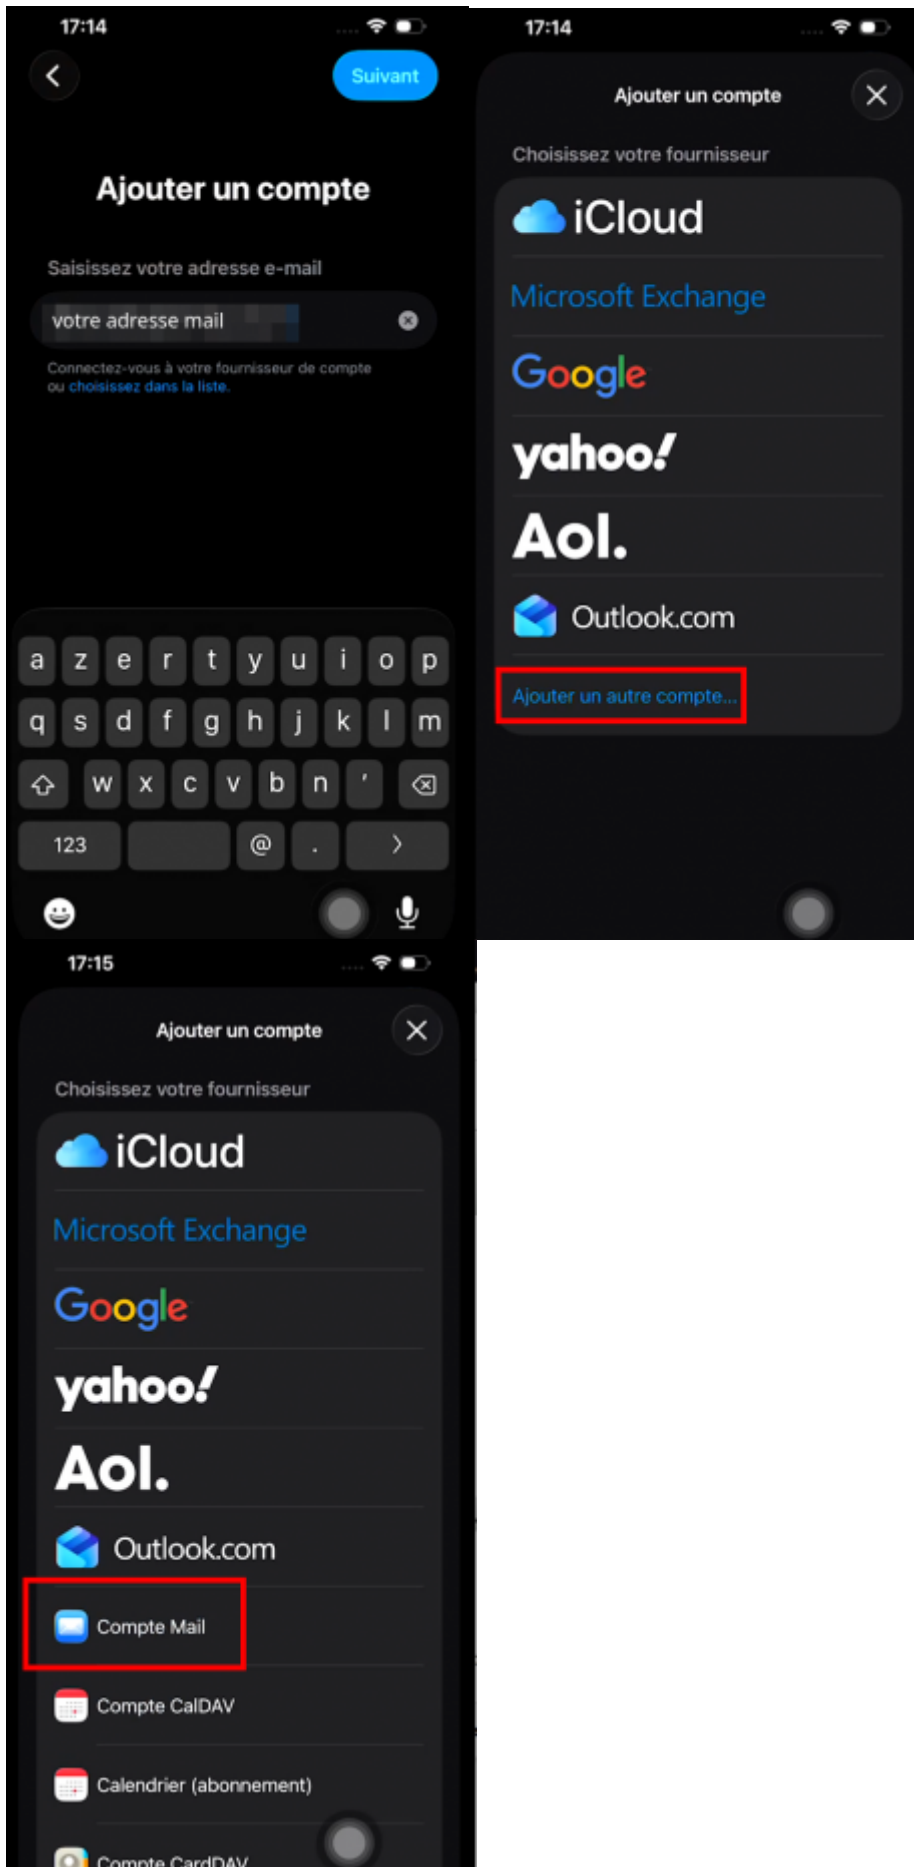 17:14
Suivant
Ajouter un compte
Saisissez votre adresse e-mail
votre adresse mail
Connectez-vous à votre fournisseur de compte
ou choisissez dans la liste.
a z e r t y u i o p
q s d f g h j k l m
w x c v b n '
123 @ .
17:14
Ajouter un compte
Choisissez votre fournisseur
iCloud
Microsoft Exchange
Google
yahoo!
Aol.
Outlook.com
Ajouter un autre compte...
17:15
Ajouter un compte
Choisissez votre fournisseur
iCloud
Microsoft Exchange
Google
yahoo!
Aol.
Outlook.com
Compte Mail
Compte CalDAV
Calendrier (abonnement)
Compte CardDAV